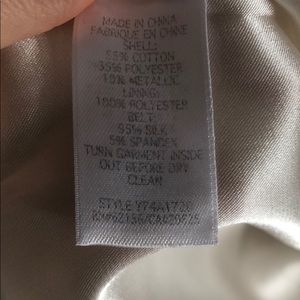 MADE IN CHINA
FABRIQUE EN CHINE
SHELL:
55% COTTON
35% POLYESTER
10% METALLIC
LINING:
100% POLYESTER
BELT:
95% SILK
5% SPANDEX
TURN GARMENT INSIDE
OUT BEFORE DRY
CLEAN
STYLE Y74A1720